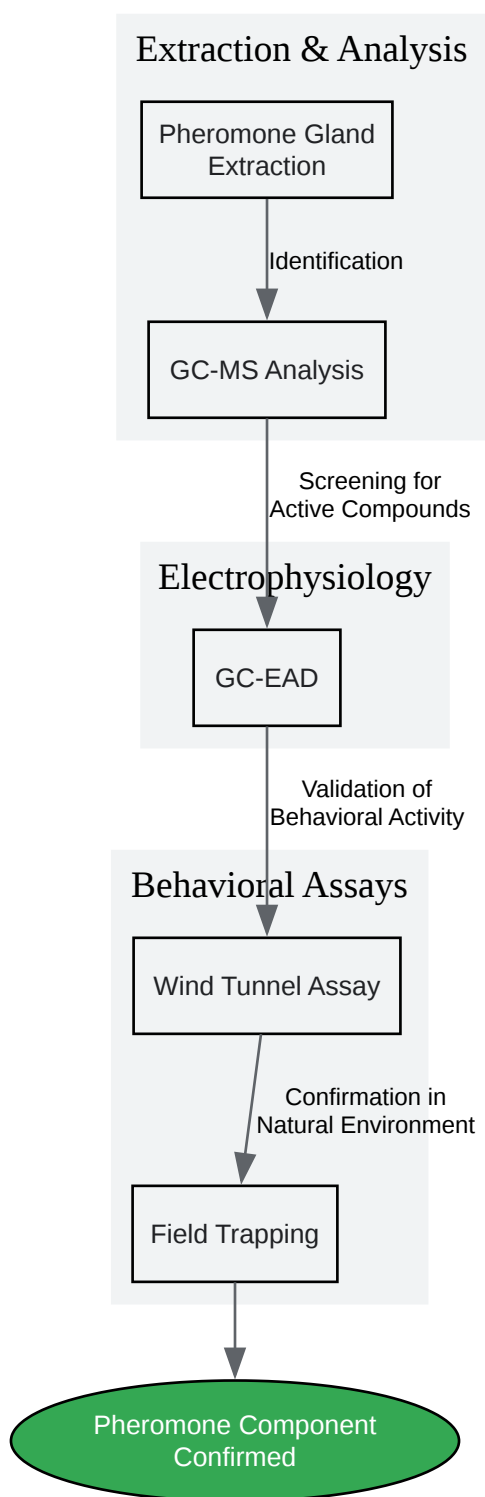 Extraction & Analysis
Pheromone Gland
Extraction
Identification
GC-MS Analysis
Screening for
Active Compounds
Electrophysiology
GC-EAD
Validation of
Behavioral Activity
Behavioral Assays
Wind Tunnel Assay
Confirmation in
Natural Environment
Field Trapping
Pheromone Component
Confirmed